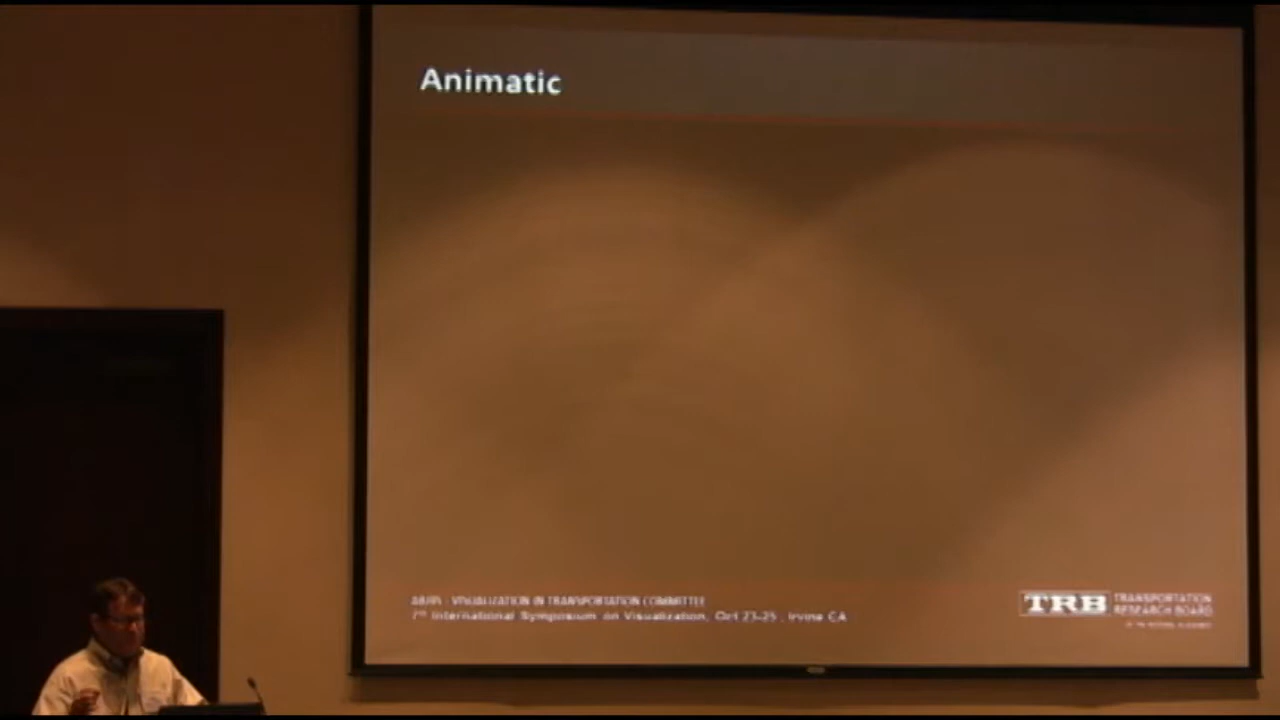 Animatic
VISUALIZATION IN TRANSPORTATION COMMITTEE
7th International Symposium on Visualization, Oct 23-25, Irvine CA
TRB TRANSPORTATION
RESEARCH BOARD